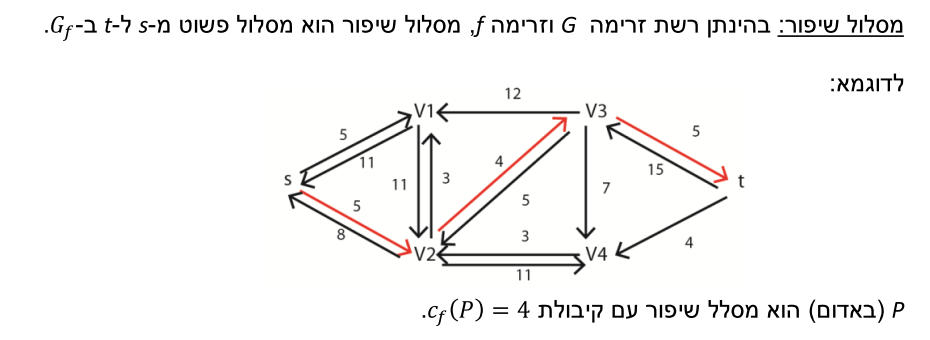 מסלול שיפור: בהינתן רשת זרימה G וזרימה f, מסלול שיפור הוא מסלול פשוט מ-s ל-t ב-G_f.
לדוגמא:
12
V1
V3
5
5
11
4
15
s
11
3
7
t
5
5
8
3
4
V2
V4
11
P (באדום) הוא מסלל שיפור עם קיבולת c_f(P) = 4.